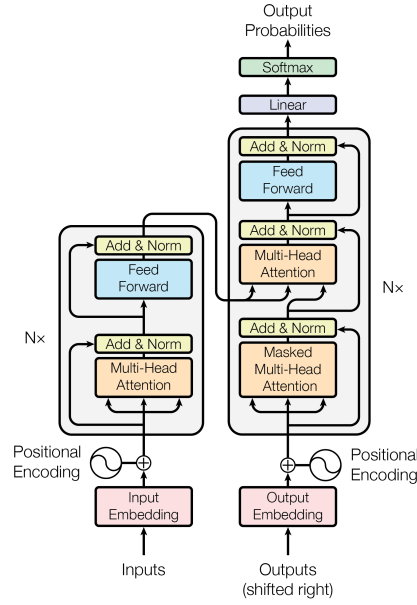 Output
Probabilities
Softmax
Linear
Add & Norm
Feed
Forward
Add & Norm
Multi-Head
Attention
Add & Norm
Masked
Multi-Head
Attention
N×
Add & Norm
Feed
Forward
Add & Norm
Multi-Head
Attention
N×
Positional
Encoding
Positional
Encoding
Input
Embedding
Output
Embedding
Inputs
Outputs
(shifted right)